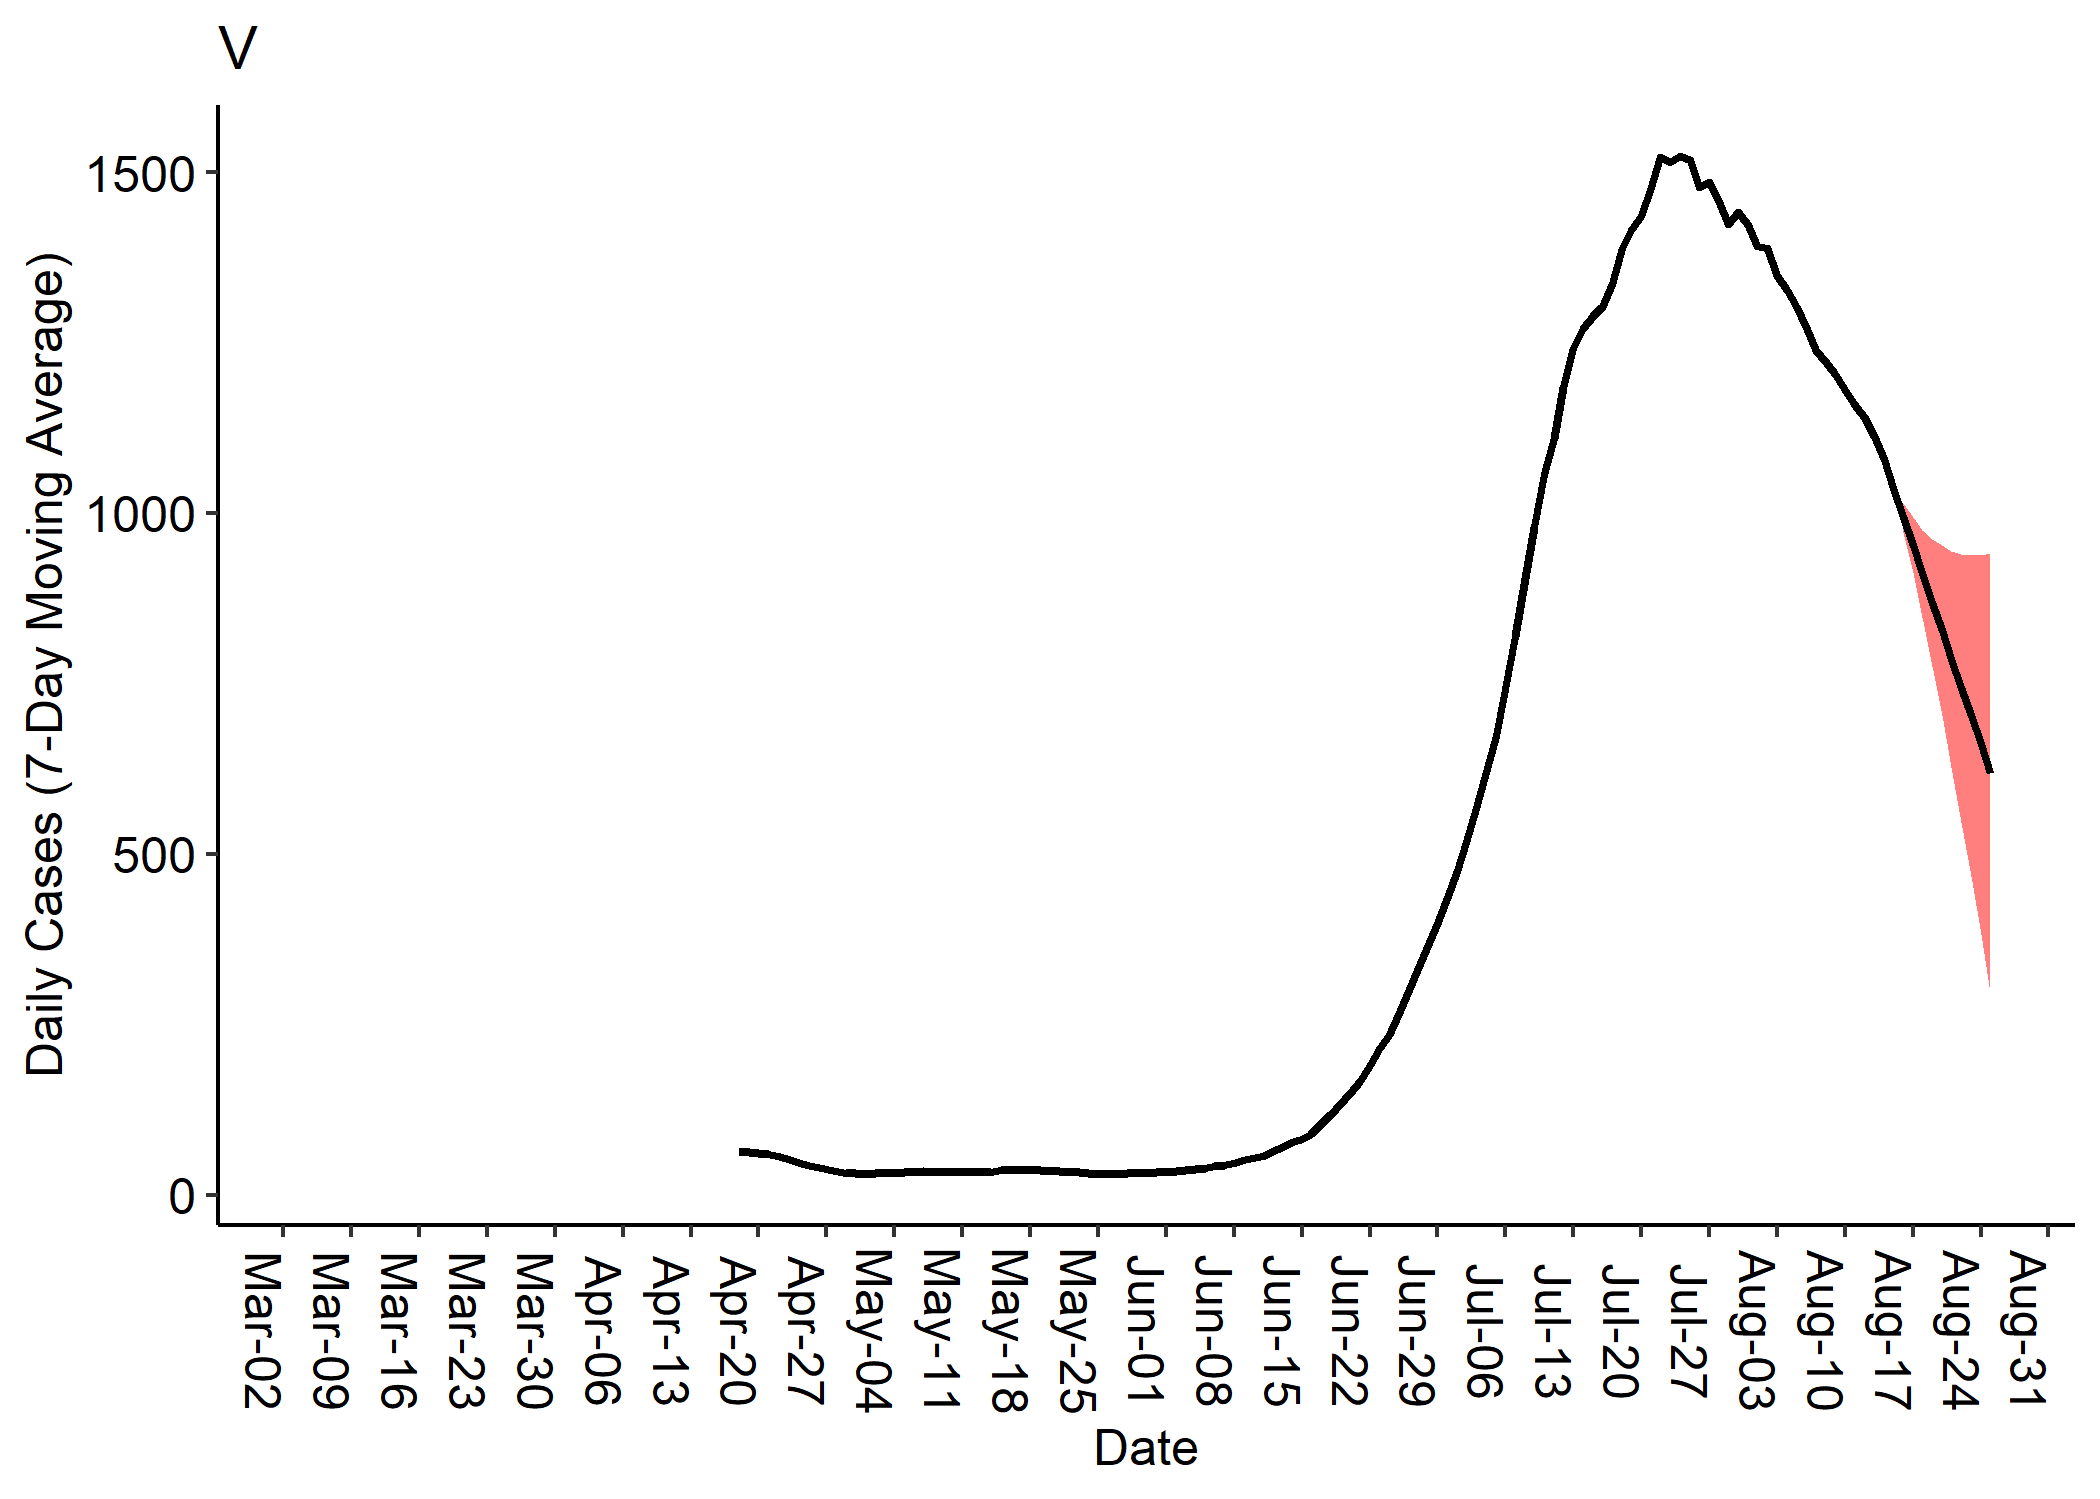 V
Daily Cases (7-Day Moving Average)
1500
1000
500
0
Mar-02
Mar-09
Mar-16
Mar-23
Mar-30
Apr-06
Apr-13
Apr-20
Apr-27
May-04
May-11
May-18
May-25
Jun-01
Jun-08
Jun-15
Jun-22
Jun-29
Jul-06
Jul-13
Jul-20
Jul-27
Aug-03
Aug-10
Aug-17
Aug-24
Aug-31
Date